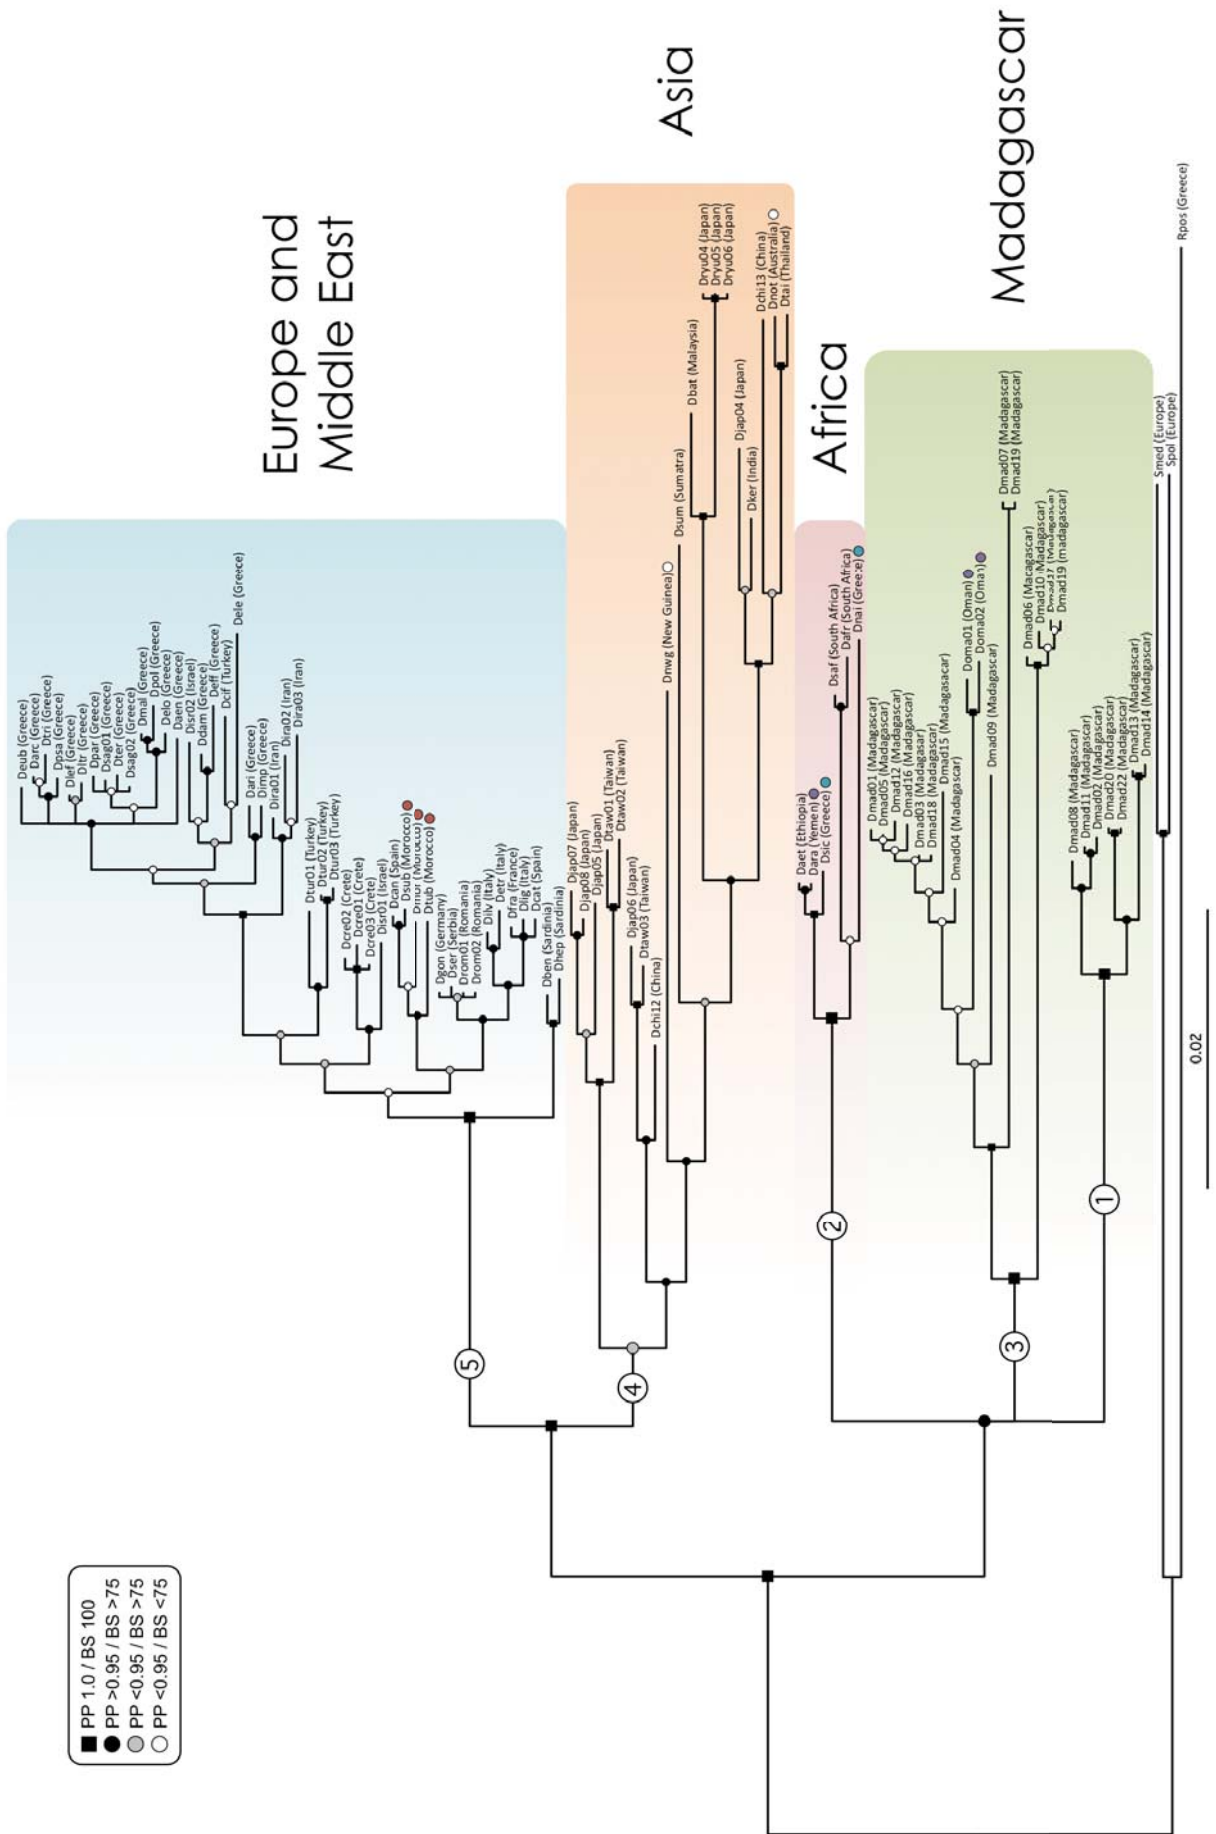 Europe and
Middle East
Asia
Africa
Madagascar
PP 1.0 / BS 100
PP >0.95 / BS >75
PP <0.95 / BS >75
PP <0.95 / BS <75
Deub (Greece)
Darc (Greece)
Dtri (Greece)
Dpsa (Greece)
Dlef (Greece)
Dltr (Greece)
Dpar (Greece)
Dsag01 (Greece)
Dter (Greece)
Dsag02 (Greece)
Dmal (Greece)
Dpol (Greece)
Delo (Greece)
Daen (Greece)
Disr02 (Israel)
Ddam (Greece)
Deff (Greece)
Dcif (Turkey)
Dele (Greece)
Dari (Greece)
Dimp (Greece)
Dira01 (Iran)
Dira02 (Iran)
Dira03 (Iran)
Dtur01 (Turkey)
Dtur02 (Turkey)
Dtur03 (Turkey)
Dcre02 (Crete)
Dcre01 (Crete)
Dcre03 (Crete)
Disr01 (Israel)
Dcan (Spain)
Dsub (Morocco)
Dmor (Morocco)
Dtub (Morocco)
Dgon (Germany)
Dser (Serbia)
Drom01 (Romania)
Drom02 (Romania)
Dilv (Italy)
Detr (Italy)
Dfra (France)
Dlig (Italy)
Dcat (Spain)
Dben (Sardinia)
Dhep (Sardinia)
Djap07 (Japan)
Djap08 (Japan)
Djap05 (Japan)
Dtaw01 (Taiwan)
Dtaw02 (Taiwan)
Djap06 (Japan)
Dtaw03 (Taiwan)
Dchi12 (China)
Dnwg (New Guinea)
Dsum (Sumatra)
Dbat (Malaysia)
Dryu04 (Japan)
Dryu05 (Japan)
Dryu06 (Japan)
Djap04 (Japan)
Dker (India)
Dchi13 (China)
Dnot (Australia)
Dtai (Thailand)
Daet (Ethiopia)
Dara (Yemen)
Dsic (Greece)
Dsaf (South Africa)
Dafr (South Africa)
Dnai (Greece)
Dmad01 (Madagascar)
Dmad05 (Madagascar)
Dmad12 (Madagascar)
Dmad16 (Madagascar)
Dmad03 (Madagasar)
Dmad18 (Madagascar)
Dmad15 (Madagasacar)
Dmad04 (Madagascar)
Doma01 (Oman)
Doma02 (Oman)
Dmad09 (Madagascar)
Dmad07 (Madagascar)
Dmad19 (Madagascar)
Dmad06 (Macagascar)
Dmad10 (Madagascar)
Dmad17 (Madagascar)
Dmad19 (madagascar)
Dmad08 (Madagascar)
Dmad11 (Madagascar)
Dmad02 (Madagascar)
Dmad20 (Madagascar)
Dmad22 (Madagascar)
Dmad13 (Madagascar)
Dmad14 (Madagascar)
Smed (Europe)
Spol (Europe)
Rpos (Greece)
5
4
2
3
1
0.02